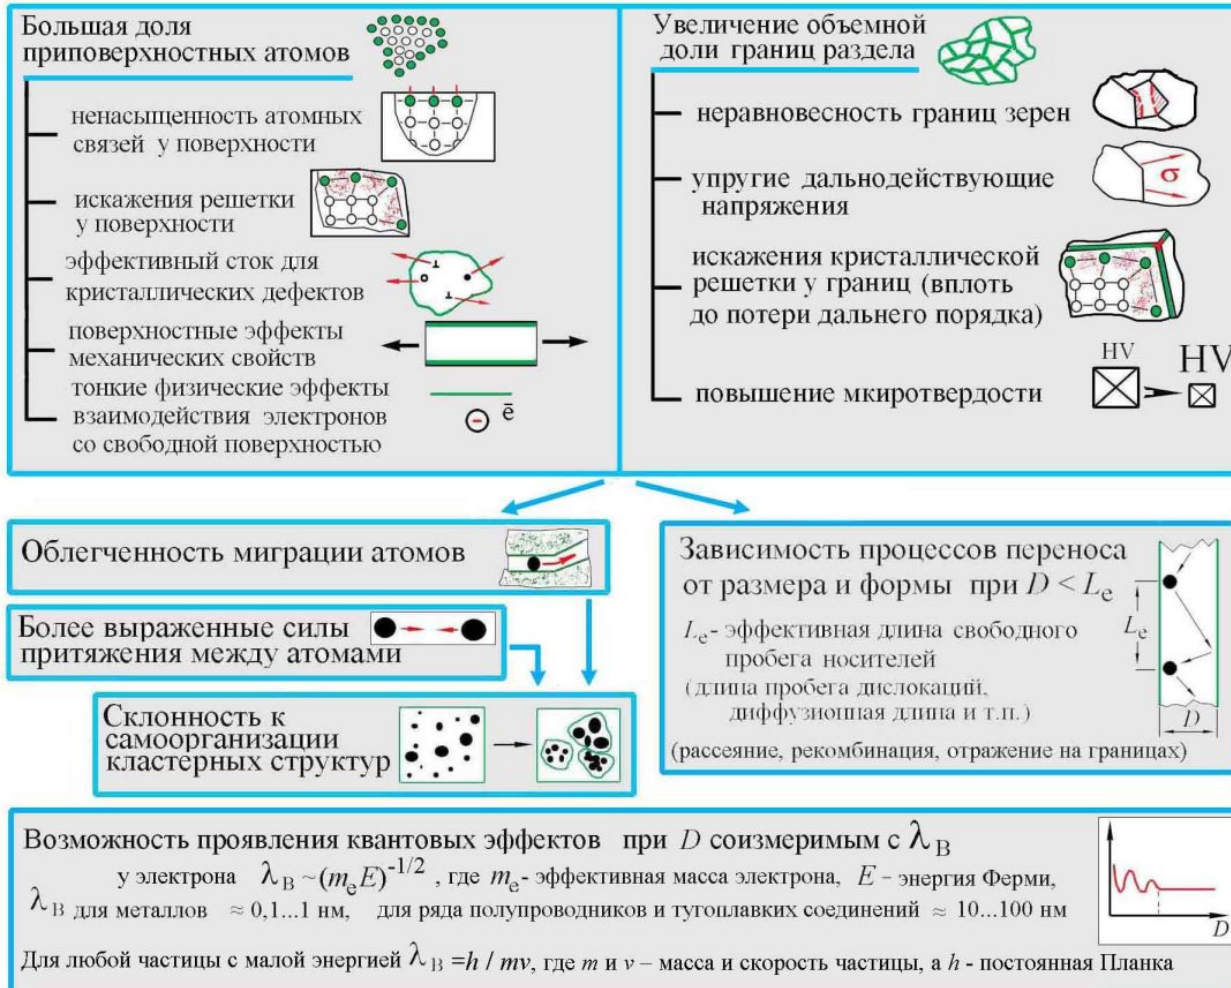 Большая доля
приповерхностных атомов
ненасыщенность атомных
связей у поверхности
искажения решетки
у поверхности
эффективный сток для
кристаллических дефектов
поверхностные эффекты
механических свойств
тонкие физические эффекты
взаимодействия электронов
со свободной поверхностью
ē
Увеличение объемной
доли границ раздела
неравновесность границ зерен
упругие дальнодействующие
напряжения
σ
искажения кристаллической
решетки у границ (вплоть
до потери дальнего порядка)
повышение мкиротвердости
HV HV
Облегченность миграции атомов
Более выраженные силы
притяжения между атомами
Склонность к
самоорганизации
кластерных структур
Зависимость процессов переноса
от размера и формы при D < Lе
Lе- эффективная длина свободного
пробега носителей
(длина пробега дислокаций,
диффузионная длина и т.п.)
(рассеяние, рекомбинация, отражение на границах)
Lе
D
Возможность проявления квантовых эффектов при D соизмеримым с λB
у электрона λB ~(meE)-1/2 , где me- эффективная масса электрона, E - энергия Ферми,
λB для металлов ≈ 0,1...1 нм, для ряда полупроводников и тугоплавких соединений ≈ 10...100 нм
Для любой частицы с малой энергией λB =h / mv, где m и v – масса и скорость частицы, а h - постоянная Планка
D